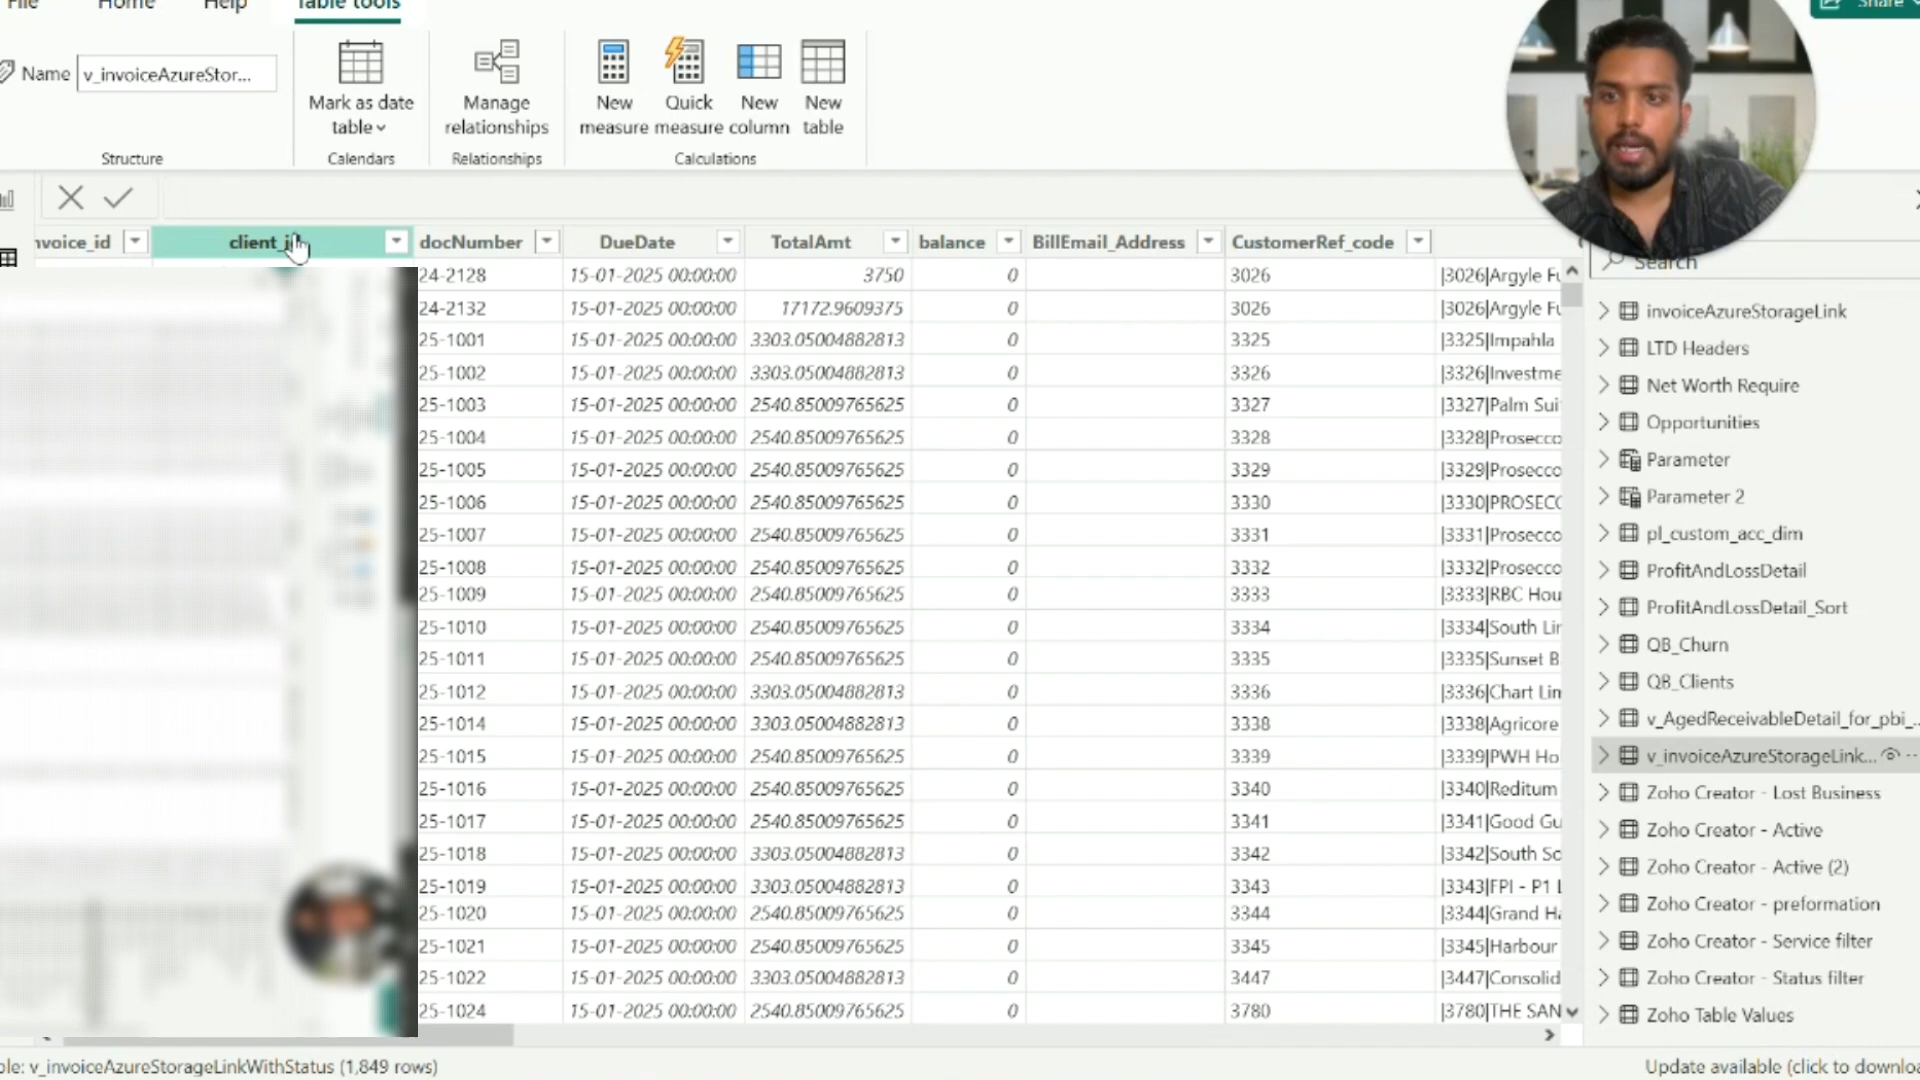 File Home Help Table tools Share
Name v_invoiceAzureStor...
Mark as date table
Manage relationships
New measure
Quick measure
New column
New table
Structure Calendars Relationships Calculations
nvoice_id client_i docNumber DueDate TotalAmt balance BillEmail_Address CustomerRef_code
24-2128 15-01-2025 00:00:00 3750 0 3026 |3026|Argyle Fu
24-2132 15-01-2025 00:00:00 17172.9609375 0 3026 |3026|Argyle Fu
25-1001 15-01-2025 00:00:00 3303.05004882813 0 3325 |3325|Impahla
25-1002 15-01-2025 00:00:00 3303.05004882813 0 3326 |3326|Investme
25-1003 15-01-2025 00:00:00 2540.85009765625 0 3327 |3327|Palm Sui
25-1004 15-01-2025 00:00:00 2540.85009765625 0 3328 |3328|Prosecco
25-1005 15-01-2025 00:00:00 2540.85009765625 0 3329 |3329|Prosecco
25-1006 15-01-2025 00:00:00 2540.85009765625 0 3330 |3330|PROSECC
25-1007 15-01-2025 00:00:00 2540.85009765625 0 3331 |3331|Prosecco
25-1008 15-01-2025 00:00:00 2540.85009765625 0 3332 |3332|Prosecco
25-1009 15-01-2025 00:00:00 2540.85009765625 0 3333 |3333|RBC Hou
25-1010 15-01-2025 00:00:00 2540.85009765625 0 3334 |3334|South Lin
25-1011 15-01-2025 00:00:00 2540.85009765625 0 3335 |3335|Sunset B
25-1012 15-01-2025 00:00:00 3303.05004882813 0 3336 |3336|Chart Lim
25-1014 15-01-2025 00:00:00 3303.05004882813 0 3338 |3338|Agricore
25-1015 15-01-2025 00:00:00 2540.85009765625 0 3339 |3339|PWH Ho
25-1016 15-01-2025 00:00:00 2540.85009765625 0 3340 |3340|Reditum
25-1017 15-01-2025 00:00:00 2540.85009765625 0 3341 |3341|Good Gu
25-1018 15-01-2025 00:00:00 3303.05004882813 0 3342 |3342|South So
25-1019 15-01-2025 00:00:00 3303.05004882813 0 3343 |3343|FPI - P1 L
25-1020 15-01-2025 00:00:00 2540.85009765625 0 3344 |3344|Grand Ha
25-1021 15-01-2025 00:00:00 2540.85009765625 0 3345 |3345|Harbour
25-1022 15-01-2025 00:00:00 3303.05004882813 0 3447 |3447|Consolid
25-1024 15-01-2025 00:00:00 2540.85009765625 0 3780 |3780|THE SAN
Search
invoiceAzureStorageLink
LTD Headers
Net Worth Require
Opportunities
Parameter
Parameter 2
pl_custom_acc_dim
ProfitAndLossDetail
ProfitAndLossDetail_Sort
QB_Churn
QB_Clients
v_AgedReceivableDetail_for_pbi_...
v_invoiceAzureStorageLink...
Zoho Creator - Lost Business
Zoho Creator - Active
Zoho Creator - Active (2)
Zoho Creator - preformation
Zoho Creator - Service filter
Zoho Creator - Status filter
Zoho Table Values
ble: v_invoiceAzureStorageLinkWithStatus (1,849 rows)
Update available (click to downloa